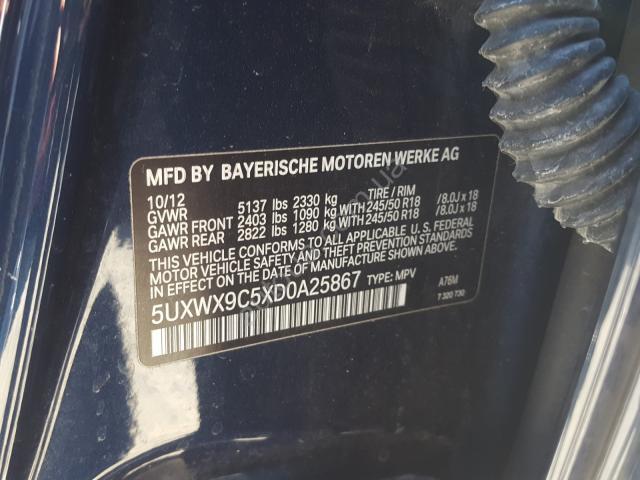 MFD BY BAYERISCHE MOTOREN WERKE AG
10/12 TIRE / RIM
GVWR 5137 lbs 2330 kg
GAWR FRONT 2403 lbs 1090 kg WITH 245/50 R18 /8.0J x 18
GAWR REAR 2822 lbs 1280 kg WITH 245/50 R18 /8.0J x 18
THIS VEHICLE CONFORMS TO ALL APPLICABLE U.S. FEDERAL
MOTOR VEHICLE SAFETY AND THEFT PREVENTION STANDARDS
IN EFFECT ON THE DATE OF MANUFACTURE SHOWN ABOVE.
5UXWX9C5XD0A25867 TYPE: MPV A76M
7 320 730